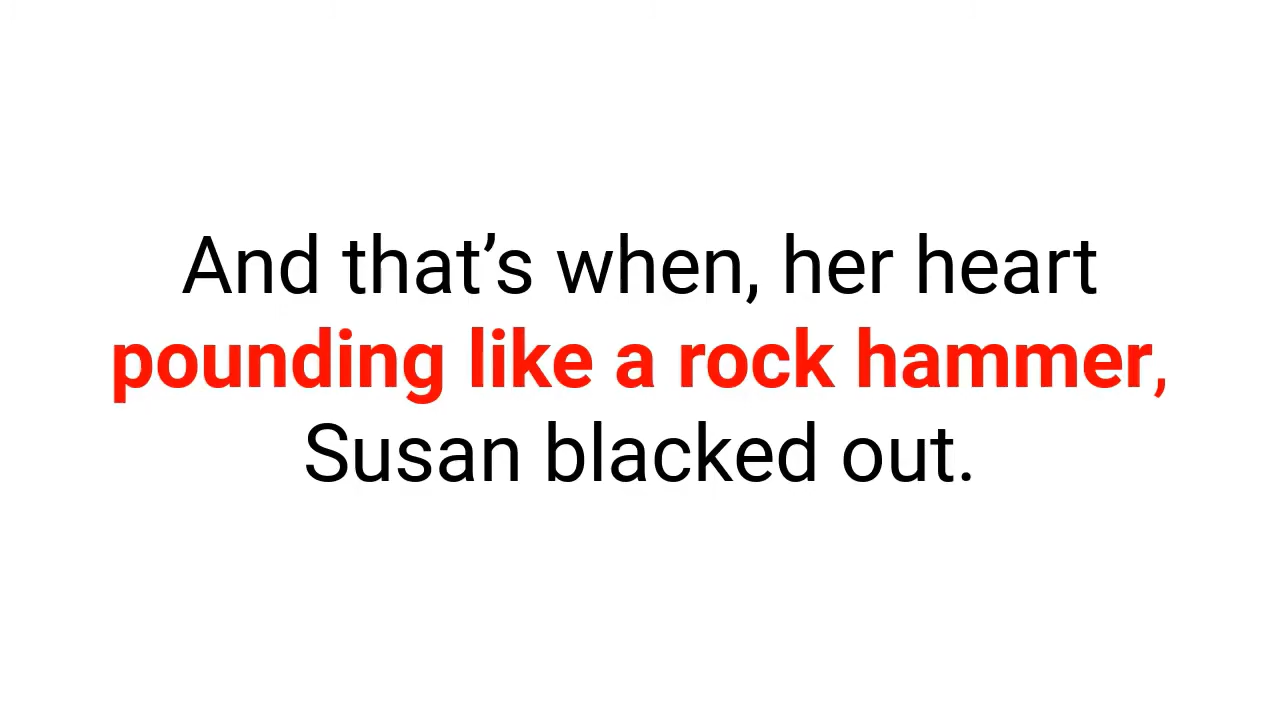 And that’s when, her heart
pounding like a rock hammer,
Susan blacked out.